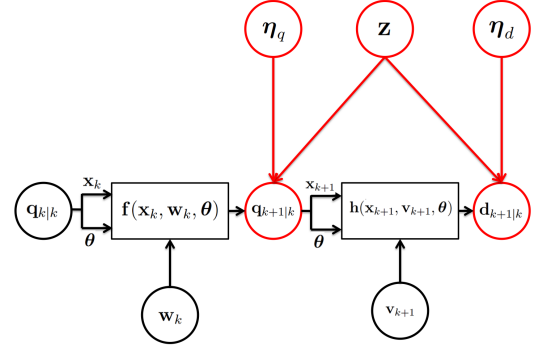 η_q
z
η_d
q_{k|k}
x_k
θ
f(x_k, w_k, θ)
q_{k+1|k}
x_{k+1}
θ
h(x_{k+1}, v_{k+1}, θ)
d_{k+1|k}
w_k
v_{k+1}